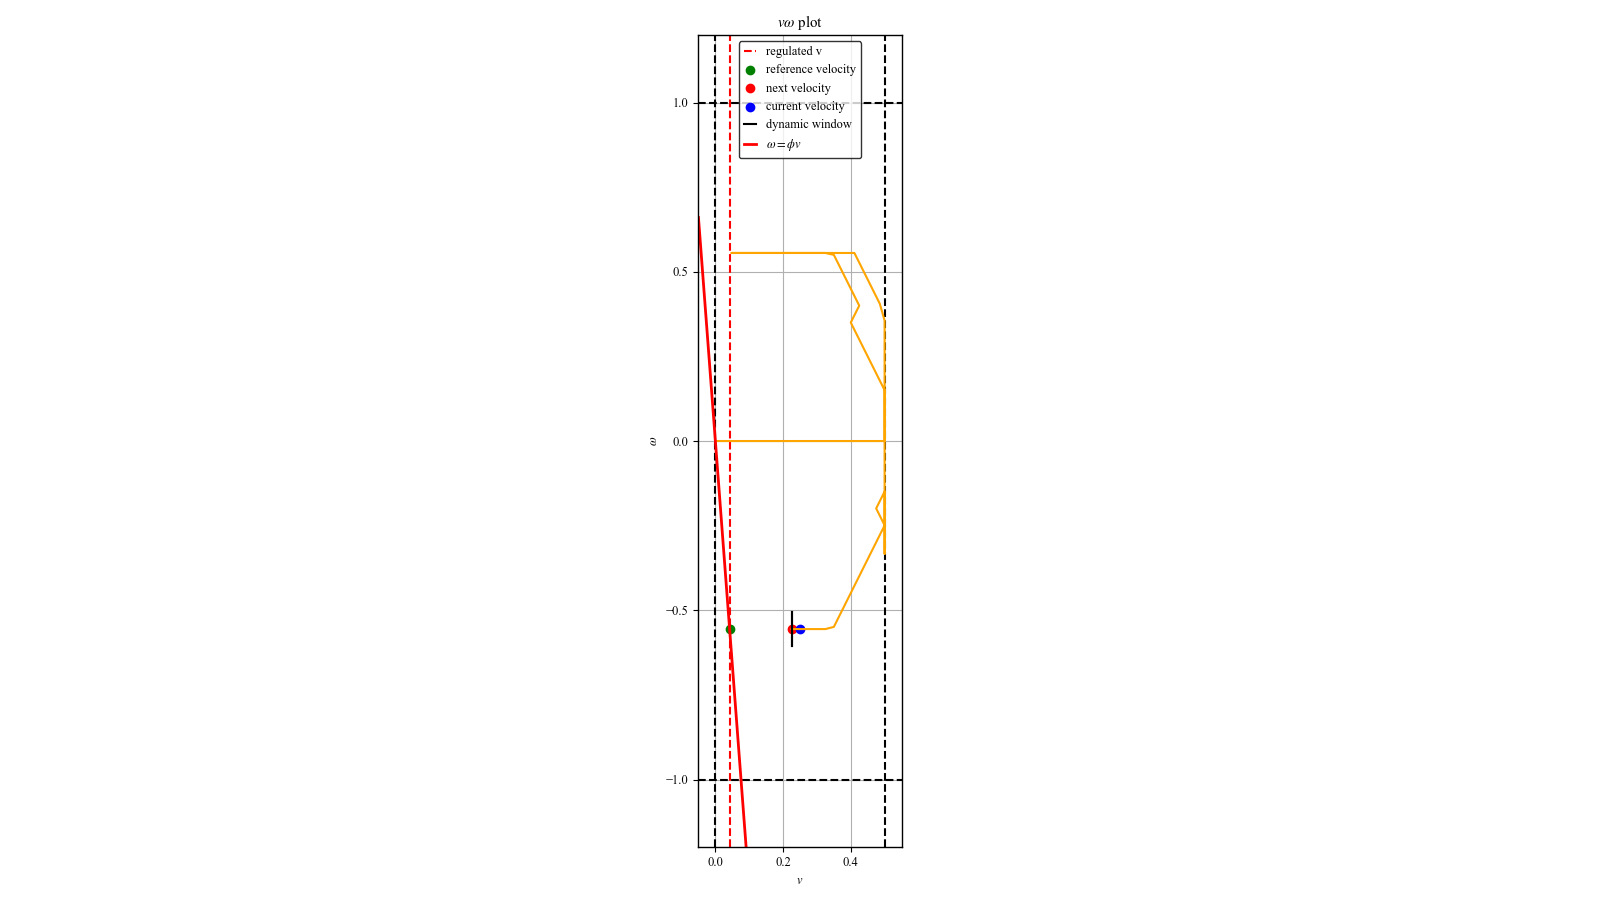 vω plot
regulated v
reference velocity
next velocity
current velocity
dynamic window
ω = ϕv
1.0
0.5
0.0
−0.5
−1.0
ω
0.0 0.2 0.4
v